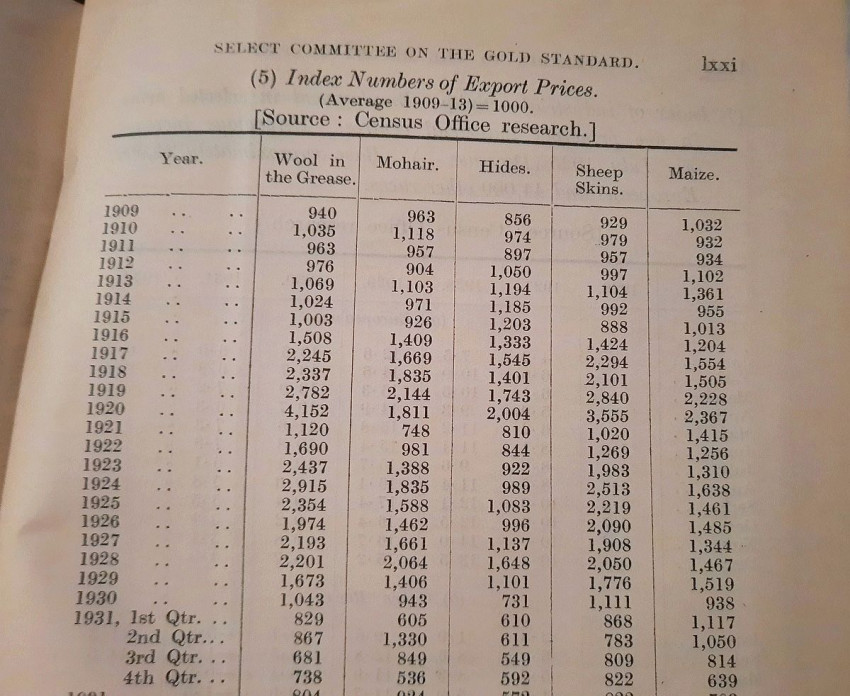 SELECT COMMITTEE ON THE GOLD STANDARD. lxxi
(5) Index Numbers of Export Prices.
(Average 1909-13)=1000.
[Source : Census Office research.]
Year. Wool in the Grease. Mohair. Hides. Sheep Skins. Maize.
1909 .. .. 940 963 856 929 1,032
1910 .. .. 1,035 1,118 974 979 932
1911 .. .. 963 957 897 957 934
1912 .. .. 976 904 1,050 997 1,102
1913 .. .. 1,069 1,103 1,194 1,104 1,361
1914 .. .. 1,024 971 1,185 992 955
1915 .. .. 1,003 926 1,203 888 1,013
1916 .. .. 1,508 1,409 1,333 1,424 1,204
1917 .. .. 2,245 1,669 1,545 2,294 1,554
1918 .. .. 2,337 1,835 1,401 2,101 1,505
1919 .. .. 2,782 2,144 1,743 2,840 2,228
1920 .. .. 4,152 1,811 2,004 3,555 2,367
1921 .. .. 1,120 748 810 1,020 1,415
1922 .. .. 1,690 981 844 1,269 1,256
1923 .. .. 2,437 1,388 922 1,983 1,310
1924 .. .. 2,915 1,835 989 2,513 1,638
1925 .. .. 2,354 1,588 1,083 2,219 1,461
1926 .. .. 1,974 1,462 996 2,090 1,485
1927 .. .. 2,193 1,661 1,137 1,908 1,344
1928 .. .. 2,201 2,064 1,648 2,050 1,467
1929 .. .. 1,673 1,406 1,101 1,776 1,519
1930 .. .. 1,043 943 731 1,111 938
1931, 1st Qtr. .. 829 605 610 868 1,117
2nd Qtr... 867 1,330 611 783 1,050
3rd Qtr. .. 681 849 549 809 814
4th Qtr. .. 738 536 592 822 639